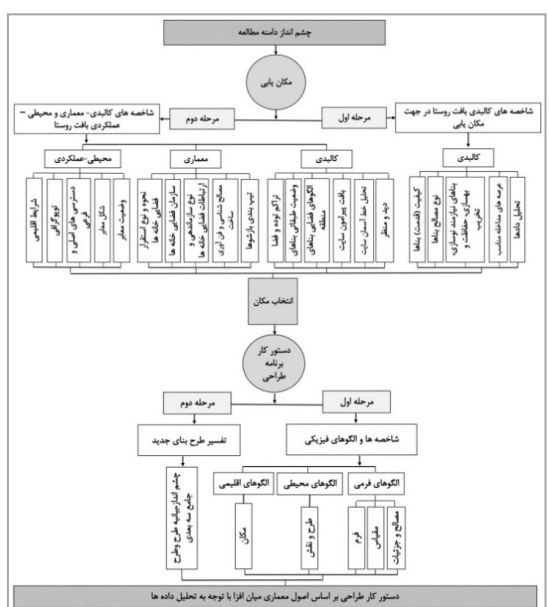 چشم انداز دامنه مطالعه
مکان یابی
مرحله اول
مرحله دوم
شاخصه های کالبدی بافت روستا در جهت
مکان یابی
شاخصه های کالبدی- معماری و محیطی –
عملکردی بافت روستا
کالبدی
کالبدی
معماری
محیطی-عملکردی
تحلیل دادها
عرصه های مداخله مناسب
بناهای نیازمند نوسازی،
بهسازی، حفاظت و
تخریب
نوع مصالح بناها
کیفیت (قدمت) بناها
دید و منظر
تحلیل خط آسمان سایت
بافت پیرامون سایت
الگوهای فضایی بناهای
منطقه
وضعیت طبقاتی بناهای
تراکم توده و فضا
تیپ بندی بازشوها
مصالح شناسی و فن آوری
ساخت
نوع ساماندهی و
ارتباطات فضایی خانه ها
سازمان فضایی خانه ها
نحوه و نوع استقرار
فضایی خانه ها
وضعیت معابر
شکل معابر
دسترسی های اصلی و
فرعی
توپوگرافی
شرایط اقلیمی
انتخاب مکان
دستور کار
برنامه
طراحی
مرحله اول
مرحله دوم
شاخصه ها و الگوهای فیزیکی
تفسیر طرح بنای جدید
الگوهای فرمی
الگوهای محیطی
الگوهای اقلیمی
مصالح و جزئیات
مقیاس
فرم
طرح و نقش
مکان
چشم اندازبیانیه طرح وطرح
جامع سه بعدی
دستور کار طراحی بر اساس اصول معماری میان افزا با توجه به تحلیل داده ها